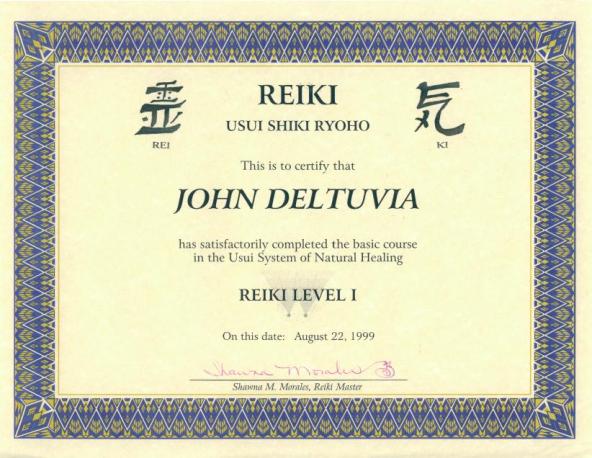 霊 REIKI 気
REI USUI SHIKI RYOHO KI
This is to certify that
JOHN DELTUVIA
has satisfactorily completed the basic course
in the Usui System of Natural Healing
REIKI LEVEL I
On this date: August 22, 1999
Shawna Morales
Shawna M. Morales, Reiki Master